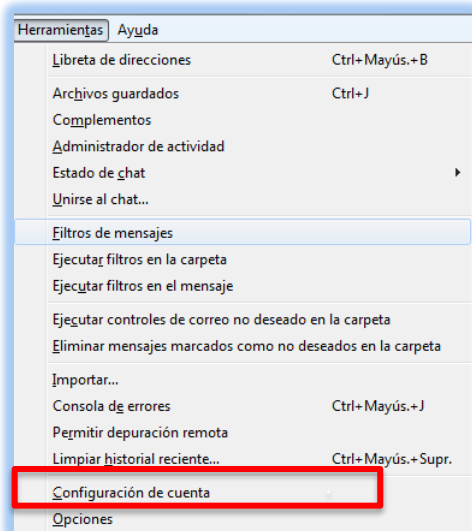 Herramientas Ayuda
Libreta de direcciones Ctrl+Mayús.+B
Archivos guardados Ctrl+J
Complementos
Administrador de actividad
Estado de chat
Unirse al chat...
Filtros de mensajes
Ejecutar filtros en la carpeta
Ejecutar filtros en el mensaje
Ejecutar controles de correo no deseado en la carpeta
Eliminar mensajes marcados como no deseados en la carpeta
Importar...
Consola de errores Ctrl+Mayús.+J
Permitir depuración remota
Limpiar historial reciente... Ctrl+Mayús.+Supr.
Configuración de cuenta
Opciones